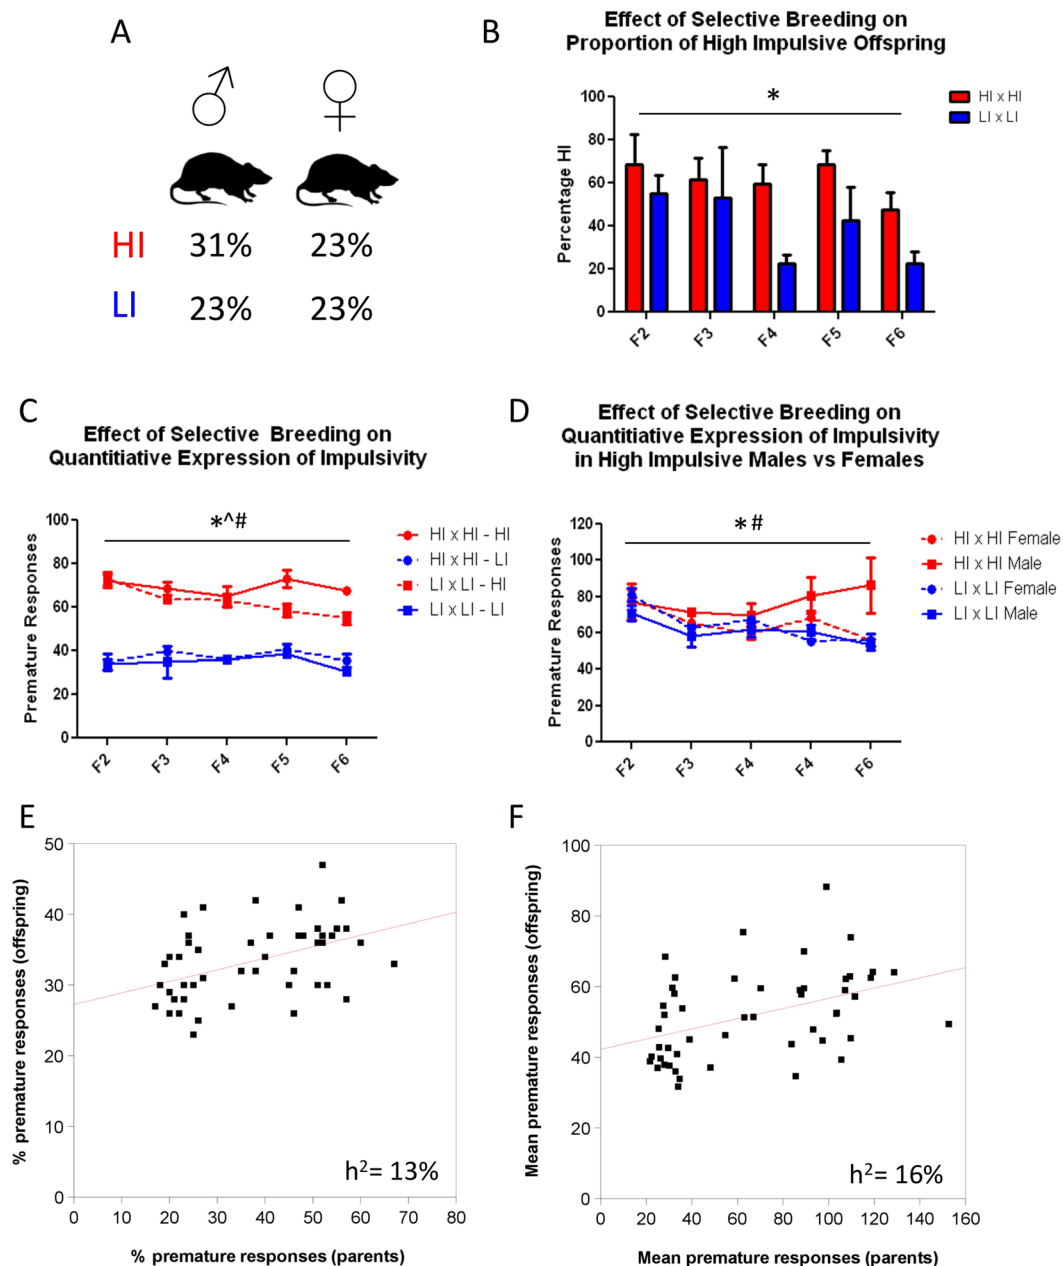 A
♂ ♀
HI 31% 23%
LI 23% 23%
B
Effect of Selective Breeding on
Proportion of High Impulsive Offspring
HI x HI
LI x LI
*
Percentage HI
100
80
60
40
20
0
F2 F3 F4 F5 F6
C
Effect of Selective Breeding on
Quantitiative Expression of Impulsivity
*^#
Premature Responses
100
80
60
40
20
0
F2 F3 F4 F5 F6
HI x HI - HI
HI x HI - LI
LI x LI - HI
LI x LI - LI
D
Effect of Selective Breeding on
Quantitiative Expression of Impulsivity
in High Impulsive Males vs Females
*#
Premature Responses
120
100
80
60
40
20
0
F2 F3 F4 F4 F6
HI x HI Female
HI x HI Male
LI x LI Female
LI x LI Male
E
% premature responses (offspring)
50
40
30
20
10
0
0 10 20 30 40 50 60 70 80
h²= 13%
% premature responses (parents)
F
Mean premature responses (offspring)
100
80
60
40
20
0
0 20 40 60 80 100 120 140 160
h²= 16%
Mean premature responses (parents)